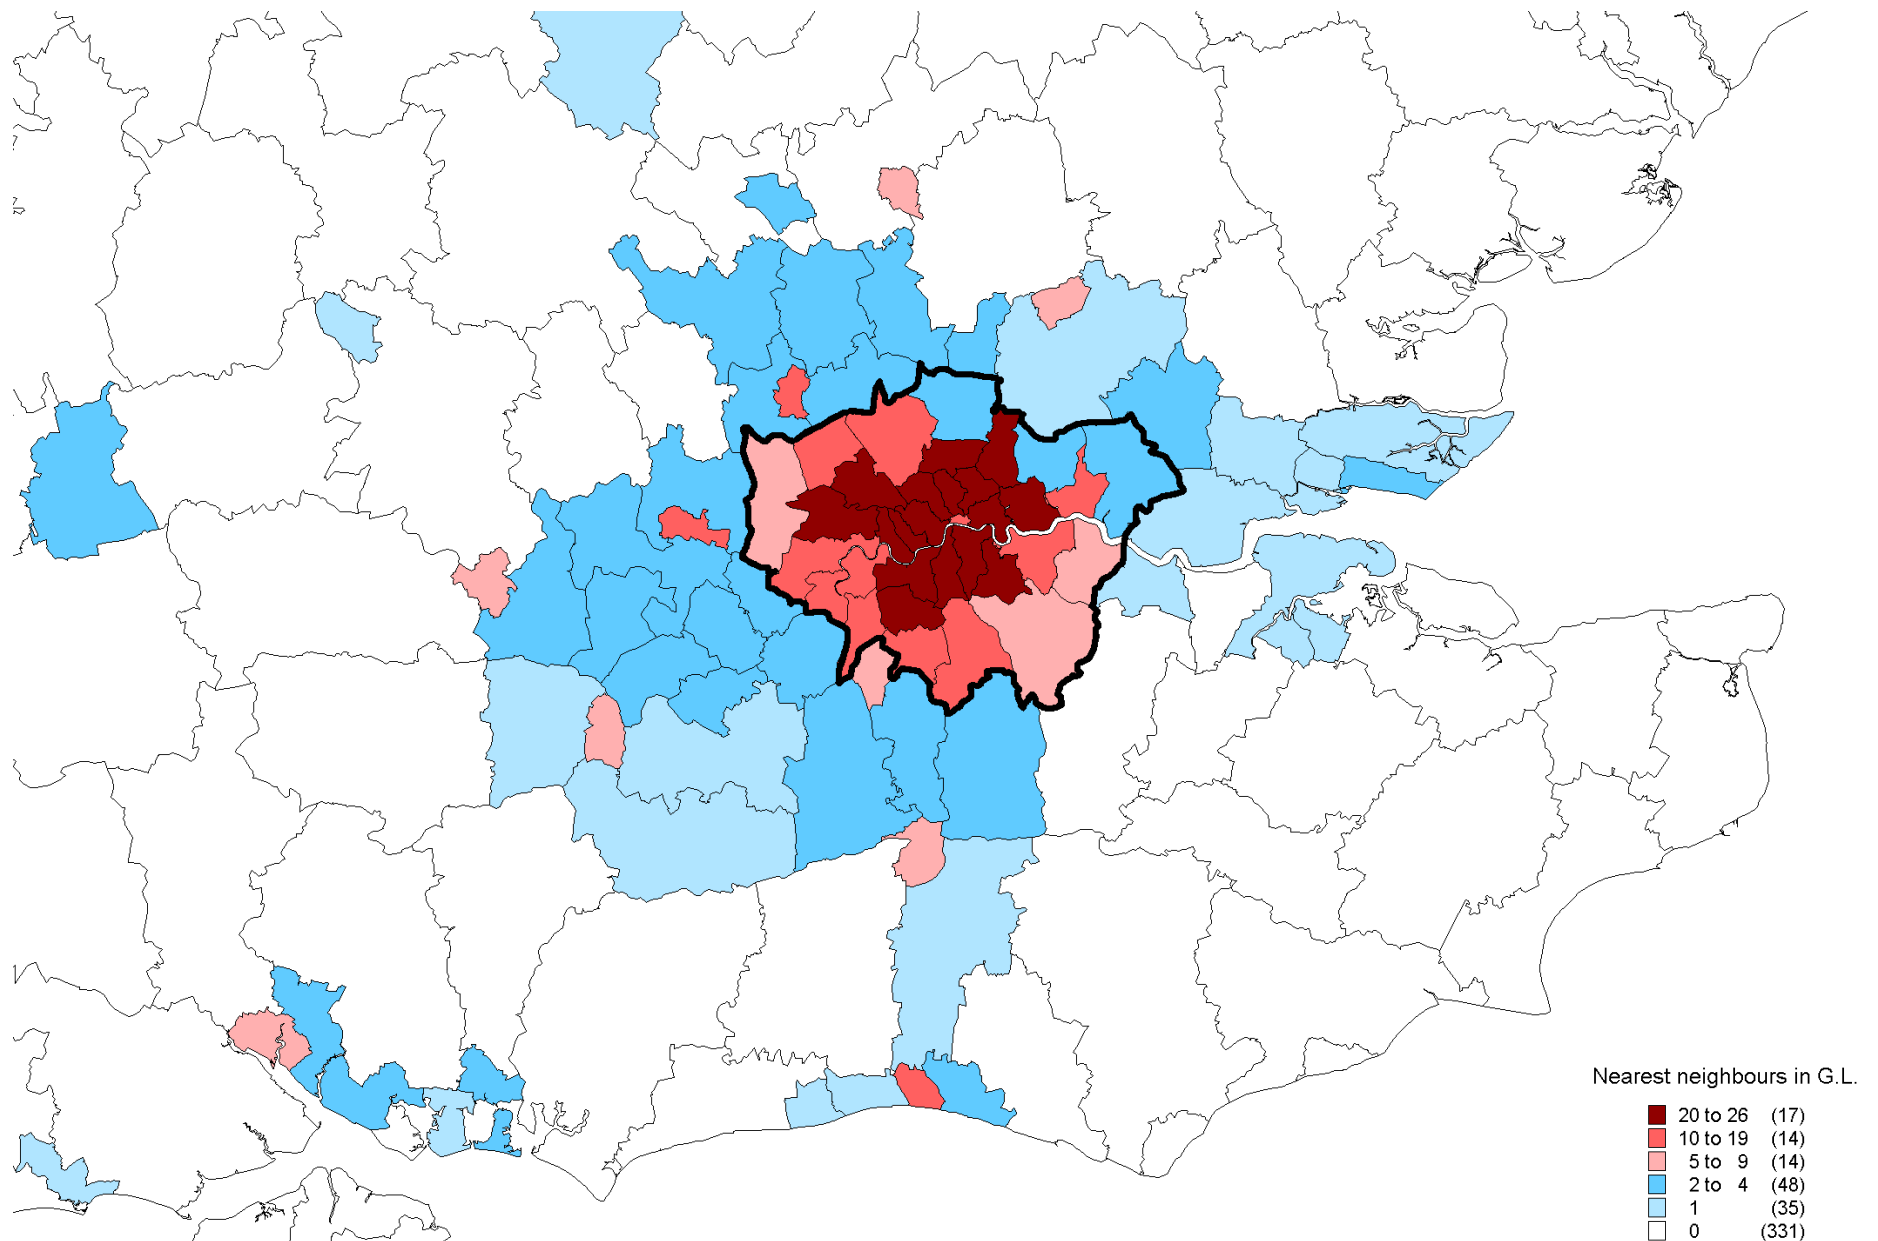 Nearest neighbours in G.L.
20 to 26 (17)
10 to 19 (14)
5 to 9 (14)
2 to 4 (48)
1 (35)
0 (331)